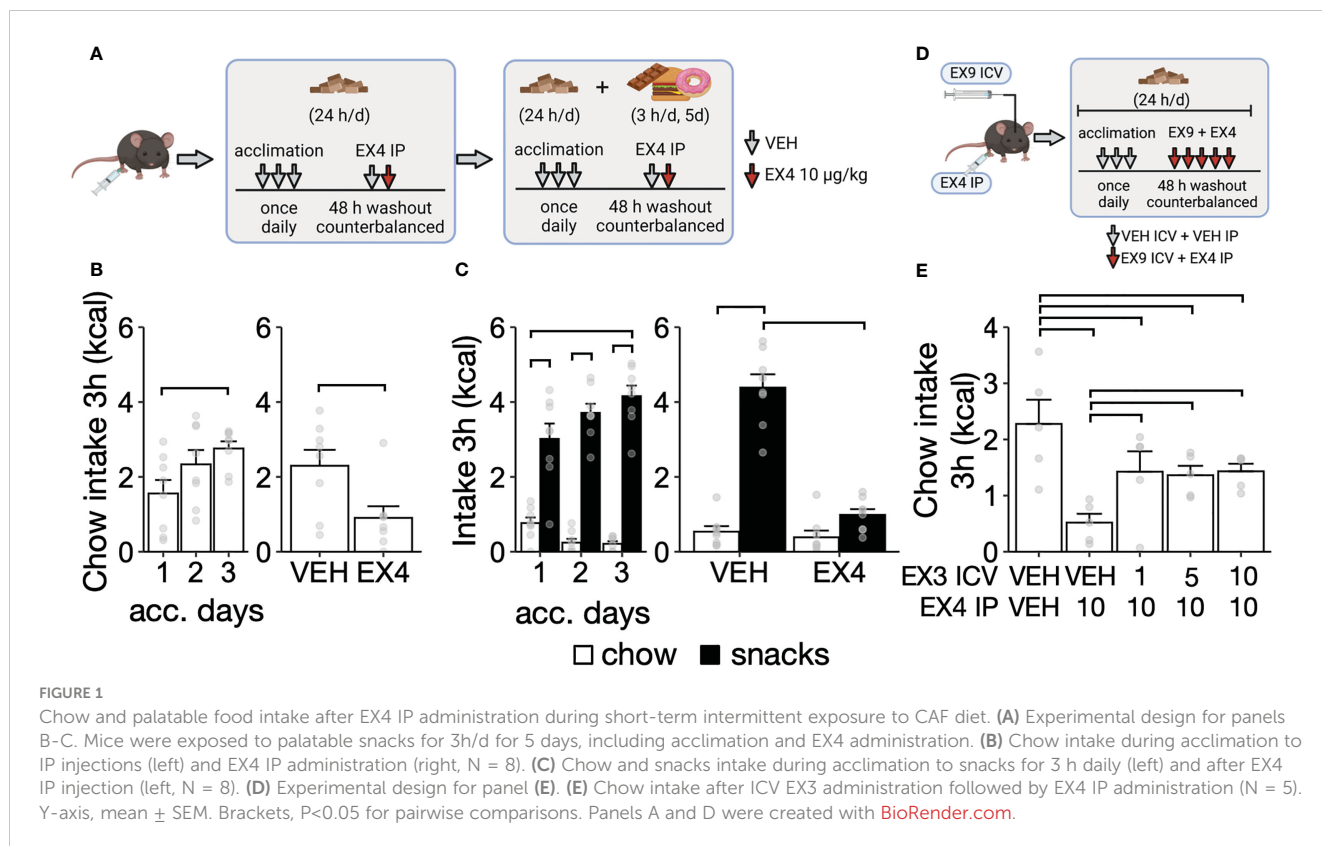 A
(24 h/d)
acclimation EX4 IP
once daily
48 h washout counterbalanced
+
(24 h/d) (3 h/d, 5d)
acclimation EX4 IP
once daily
48 h washout counterbalanced
VEH
EX4 10 µg/kg
D
EX9 ICV
EX4 IP
(24 h/d)
acclimation EX9 + EX4
once daily
48 h washout counterbalanced
VEH ICV + VEH IP
EX9 ICV + EX4 IP
B
Chow intake 3h (kcal)
6
4
2
0
1 2 3
acc. days
6
4
2
0
VEH EX4
C
Intake 3h (kcal)
6
4
2
0
1 2 3
acc. days
6
4
2
0
VEH EX4
chow snacks
E
Chow intake
3h (kcal)
4
3
2
1
0
EX3 ICV VEH VEH 1 5 10
EX4 IP VEH 10 10 10 10
FIGURE 1
Chow and palatable food intake after EX4 IP administration during short-term intermittent exposure to CAF diet. (A) Experimental design for panels
B-C. Mice were exposed to palatable snacks for 3h/d for 5 days, including acclimation and EX4 administration. (B) Chow intake during acclimation to
IP injections (left) and EX4 IP administration (right, N = 8). (C) Chow and snacks intake during acclimation to snacks for 3 h daily (left) and after EX4
IP injection (left, N = 8). (D) Experimental design for panel (E). (E) Chow intake after ICV EX3 administration followed by EX4 IP administration (N = 5).
Y-axis, mean ± SEM. Brackets, P<0.05 for pairwise comparisons. Panels A and D were created with BioRender.com.